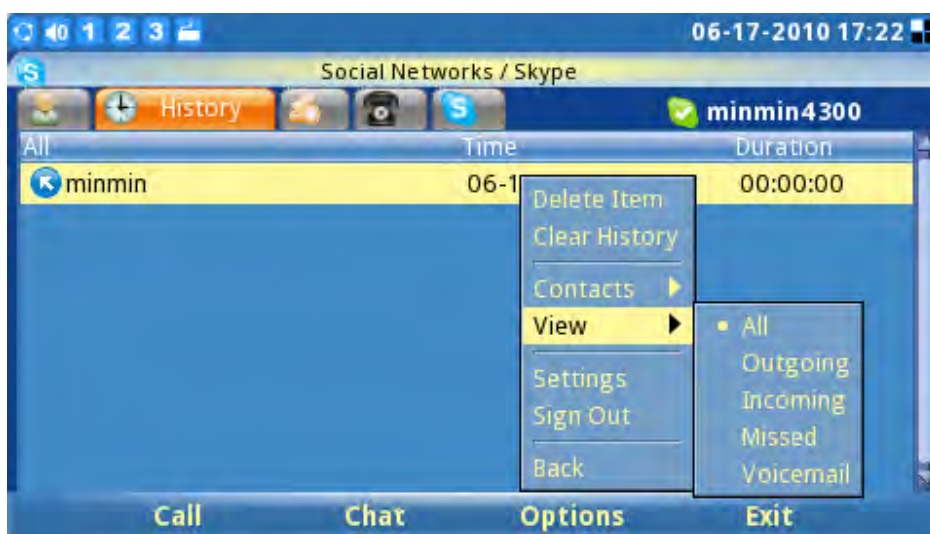 1 2 3 06-17-2010 17:22
S Social Networks / Skype
History S minmin4300
All Time Duration
minmin 06-1 00:00:00
Delete Item
Clear History
Contacts
View
All
Outgoing
Settings
Incoming
Sign Out
Missed
Back
Voicemail
Call Chat Options Exit